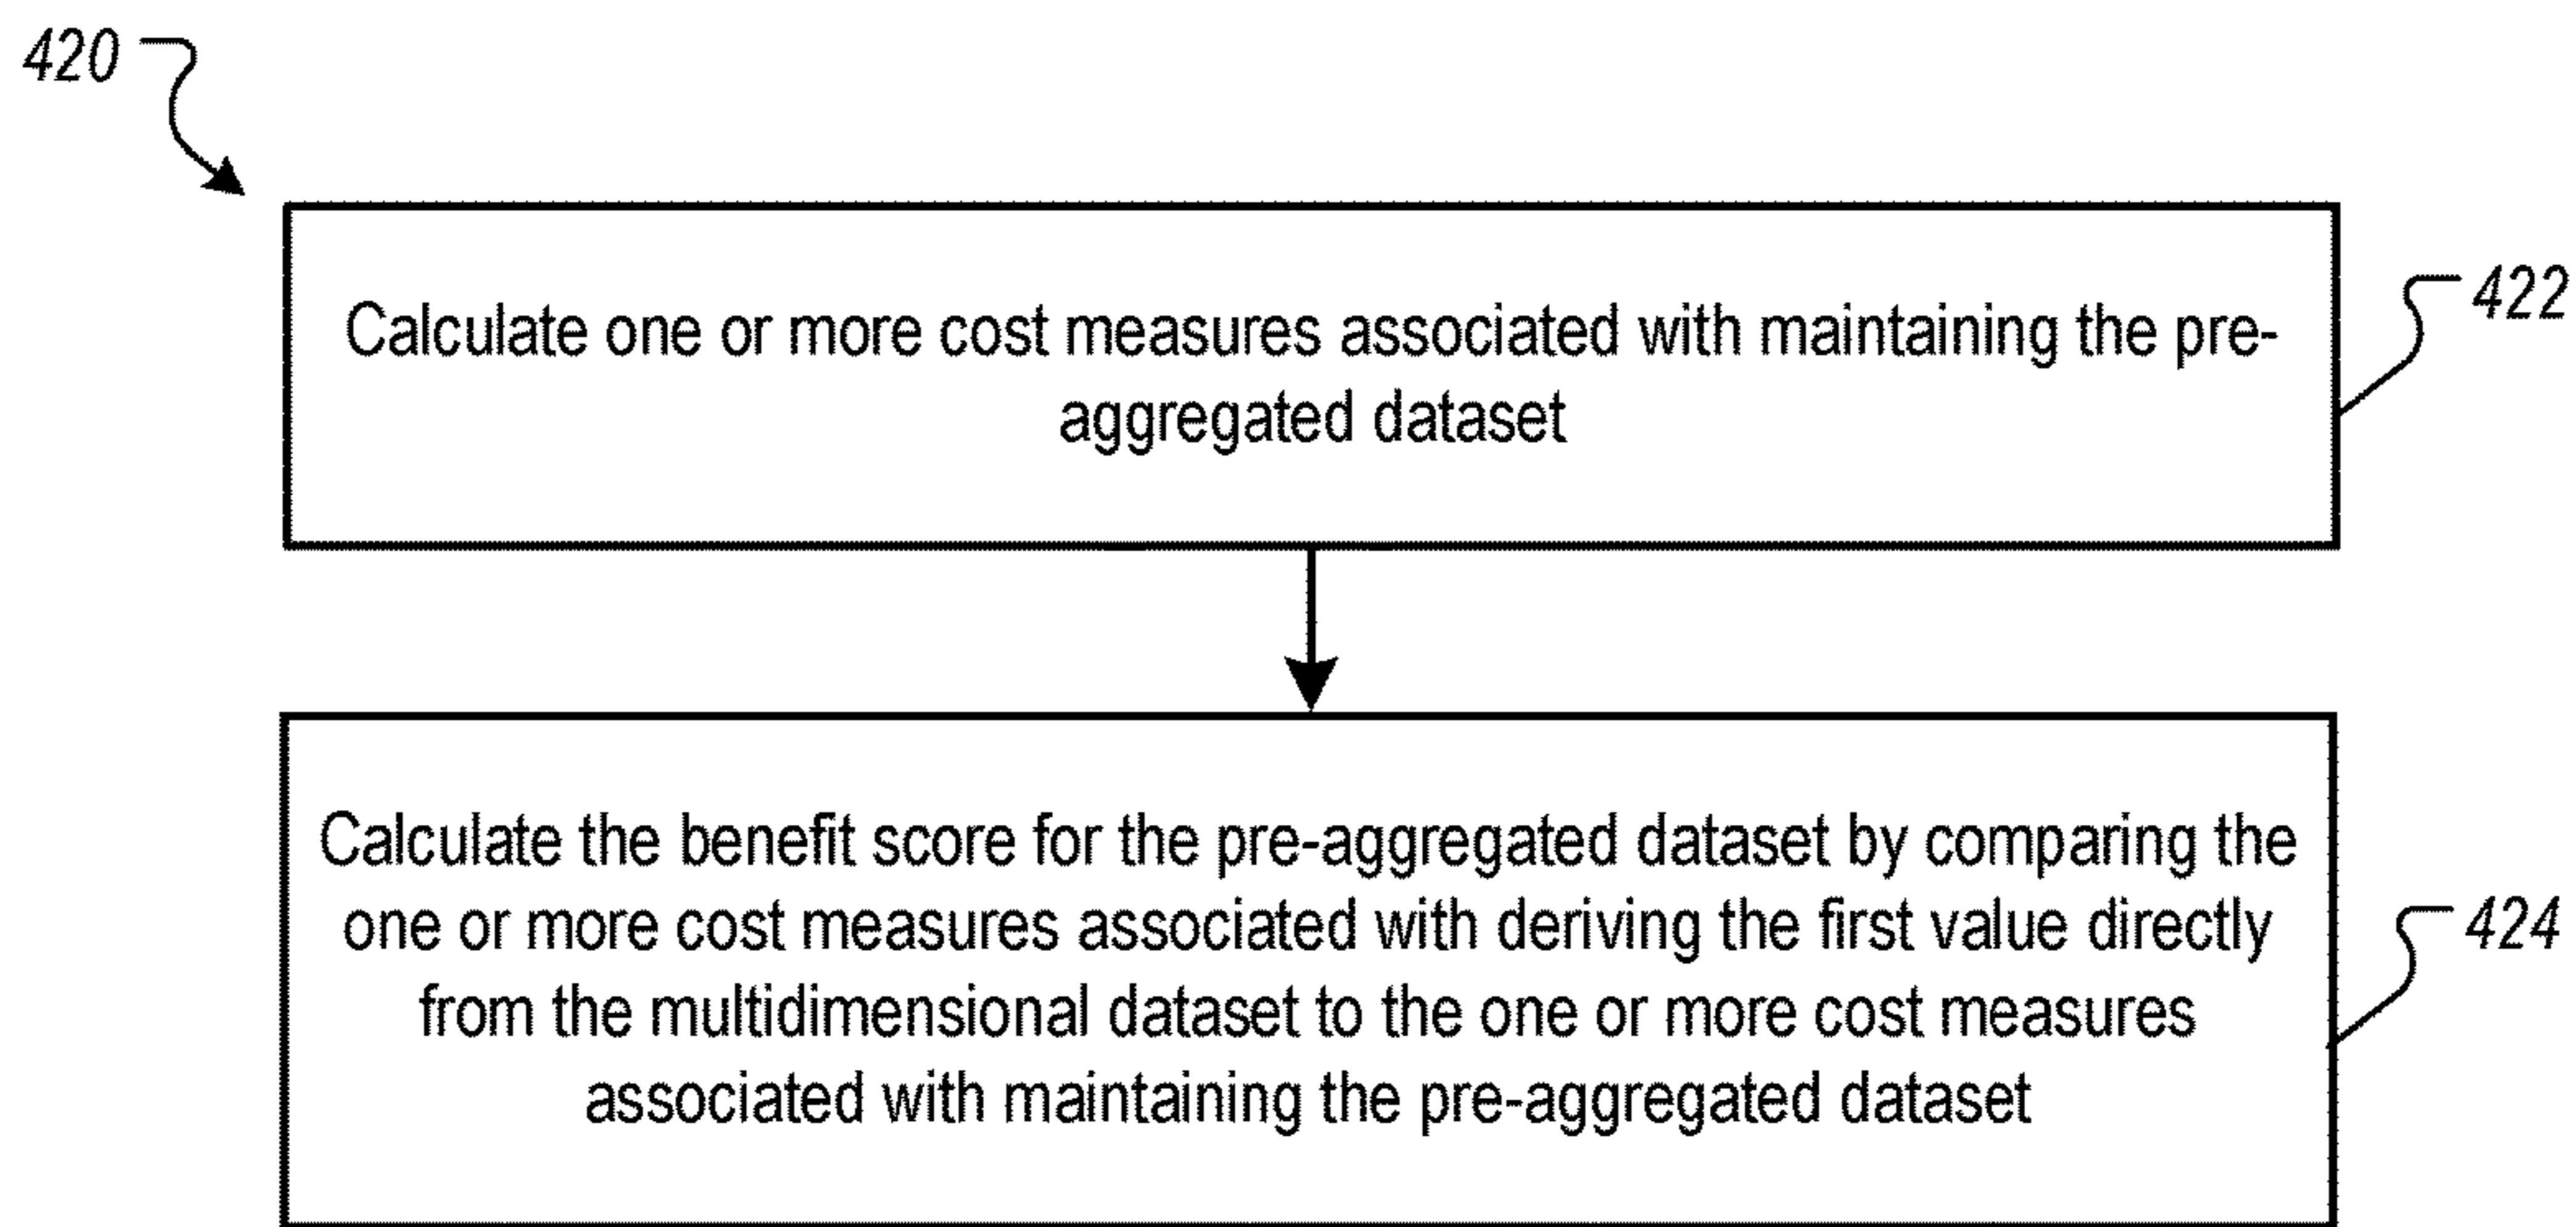 420
Calculate one or more cost measures associated with maintaining the pre-
aggregated dataset
422
Calculate the benefit score for the pre-aggregated dataset by comparing the
one or more cost measures associated with deriving the first value directly
from the multidimensional dataset to the one or more cost measures
associated with maintaining the pre-aggregated dataset
424